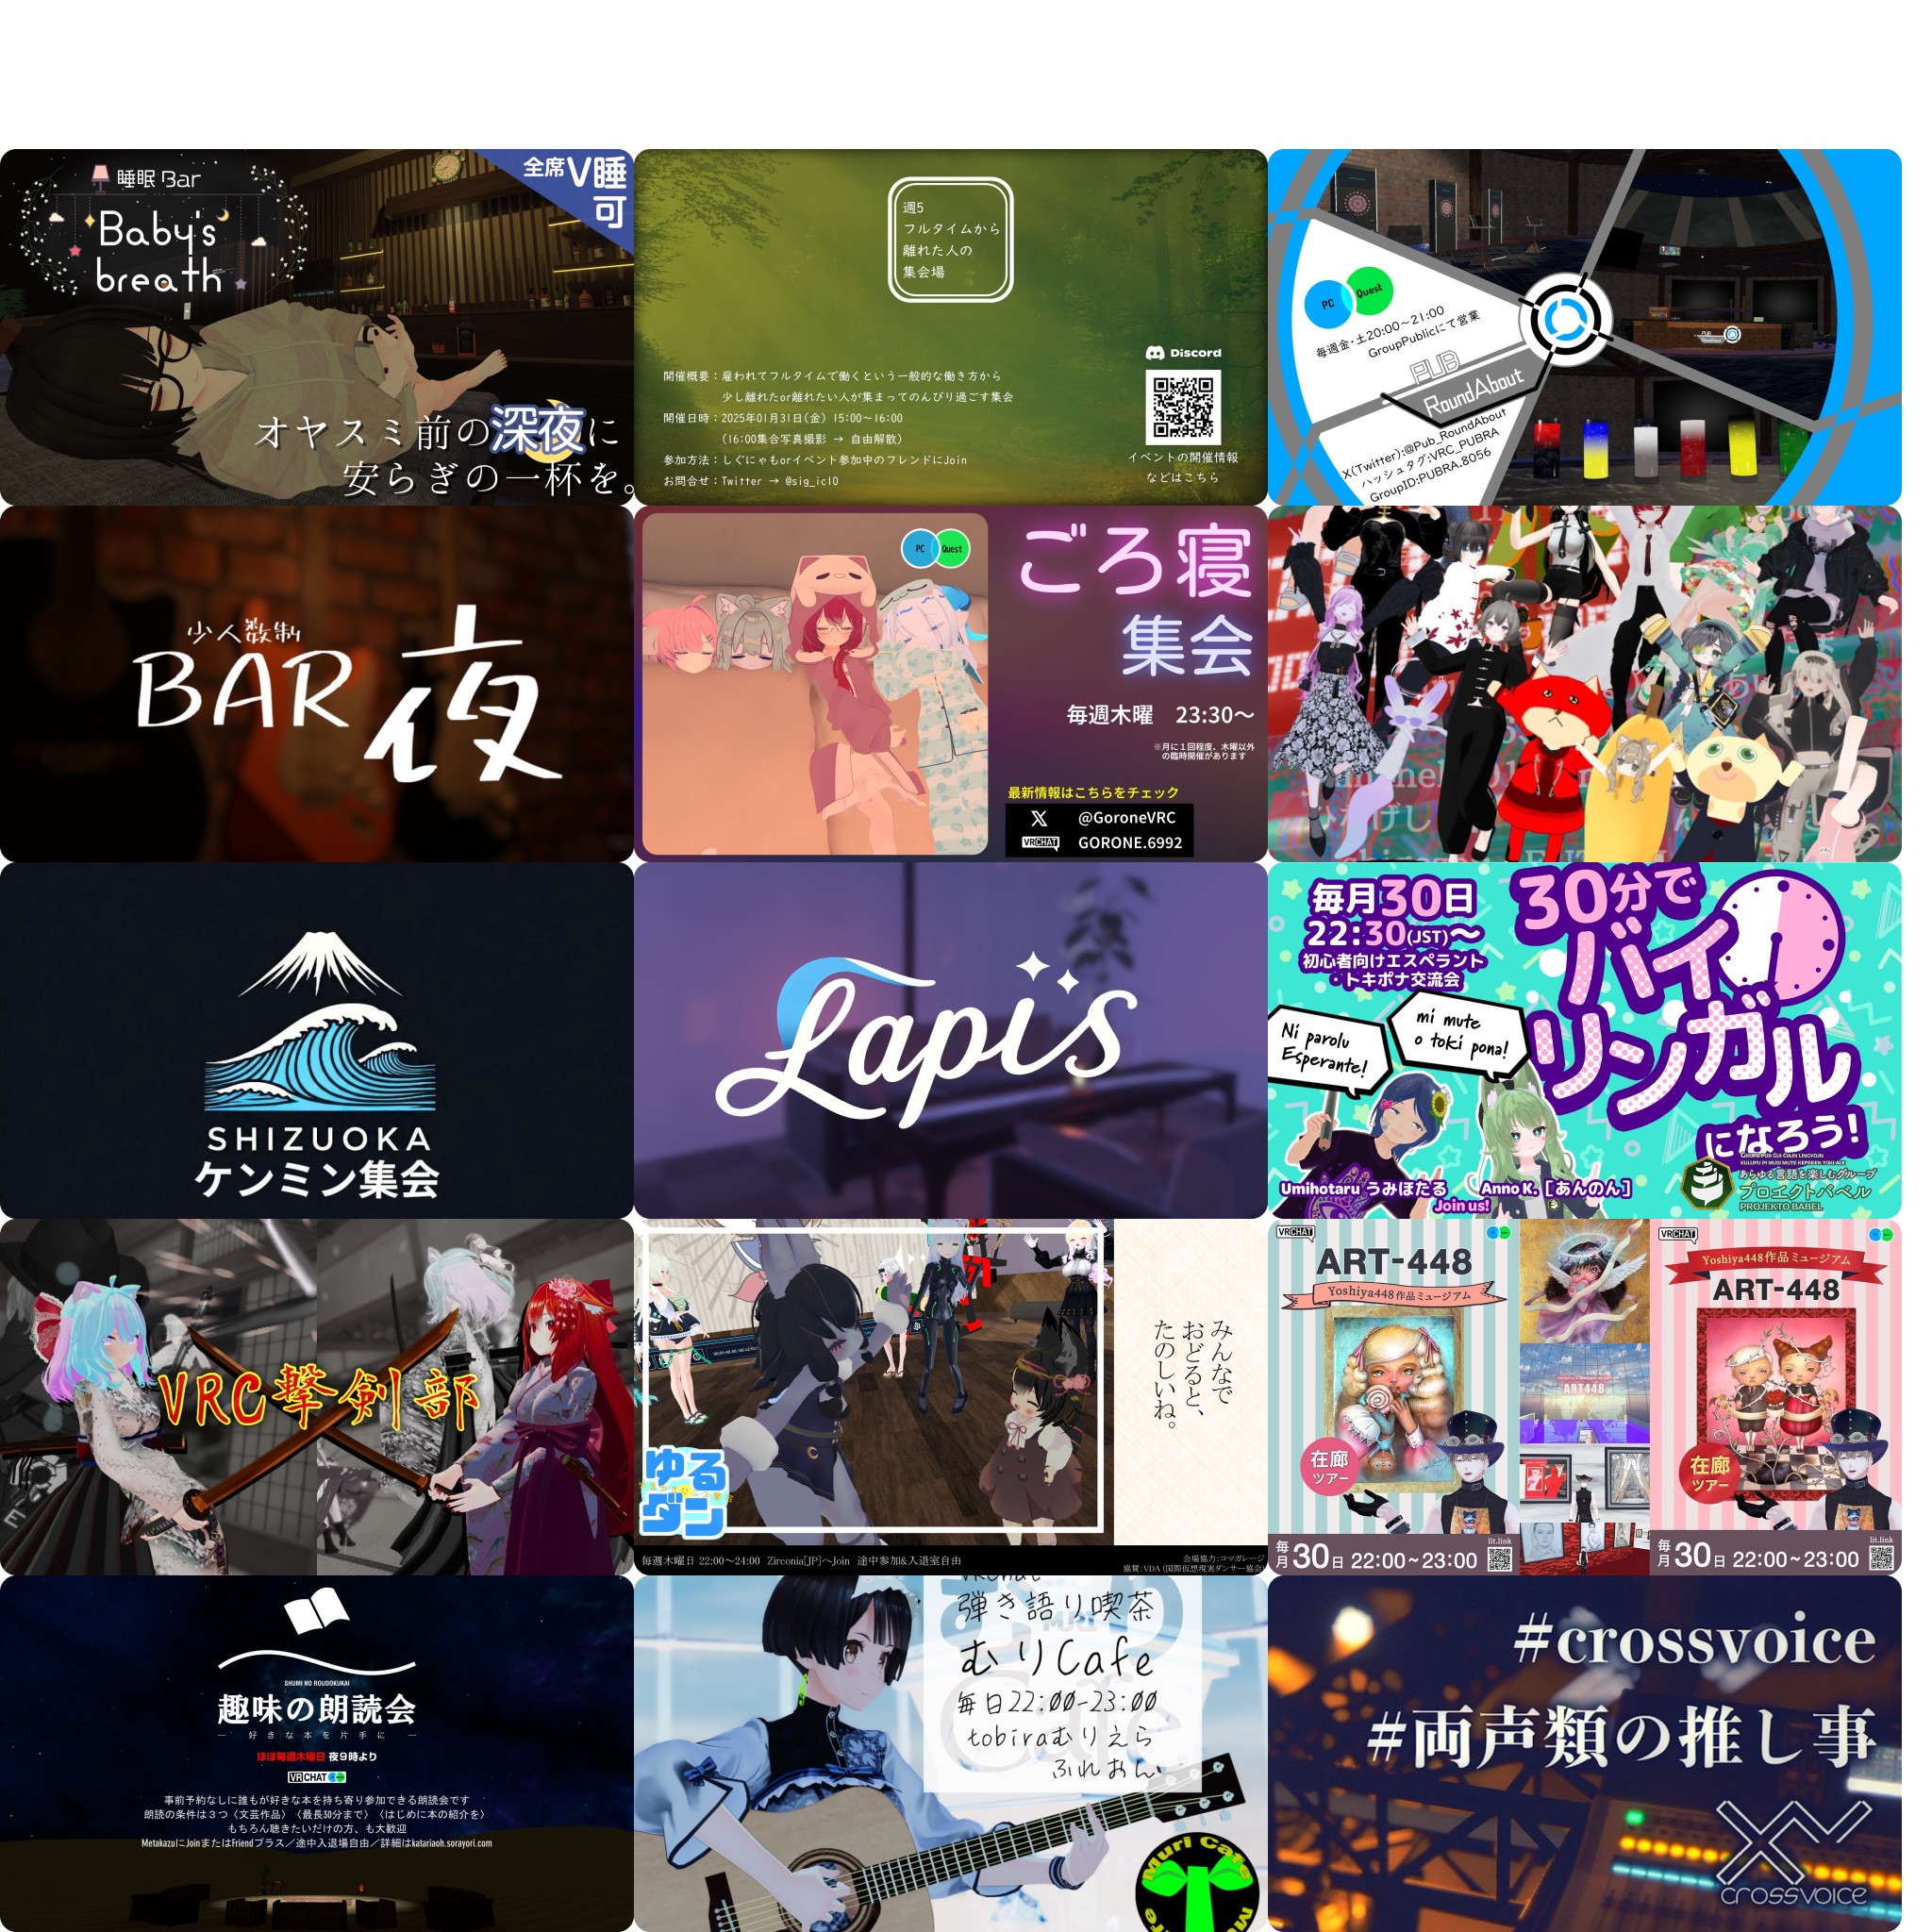 睡眠Bar
Baby's
breath
全席V睡
可
オヤスミ前の深夜に
安らぎの一杯を。
週5
フルタイムから
離れた人の
集会場
開催概要:雇われてフルタイムで働くという一般的な働き方から
少し離れたor離れたい人が集まってのんびり過ごす集会
開催日時:2025年01月31日(金) 15:00~16:00
(16:00集合写真撮影 → 自由解散)
参加方法:しぐにゃもorイベント参加中のフレンドにJoin
お問合せ:Twitter → @sig_icl0
Discord
イベントの開催情報
などはこちら
PC
Quest
毎週金・土20:00~21:00
GroupPublicにて営業
PUB
RoundAbout
X(Twitter):@Pub_RoundAbout
ハッシュタグ:VRC_PUBRA
GroupID:PUBRA.8056
少人数制
BAR 夜
PC
Quest
ごろ寝
集会
毎週木曜 23:30~
※月に1回程度、木曜以外
の臨時開催があります
最新情報はこちらをチェック
X @GoroneVRC
VRCHAT GORONE.6992
SHIZUOKA
ケンミン集会
Lapis
毎月30日
22:30(JST)~
初心者向けエスペラント
・トキポナ交流会
30分で
バイ
リンガル
になろう!
Ni parolu
Esperante!
mi mute
o toki pona!
Umihotaru うみほたる
Anno K. [あんのん]
Join us!
あらゆる言語を楽しむグループ
プロエクトバベル
PROJEKTO BABEL
VRC撃剣部
みんなで
おどると、
たのしいね。
ゆる
ダン
毎週木曜日 22:00~24:00 Zirconia[JP]へJoin 途中参加&入退室自由
会場協力:コマガレージ
協賛:VDA (国際仮想現実ダンサー協会)
VRCHAT
ART-448
Yoshiya448作品ミュージアム
在廊
ツアー
毎月30日 22:00~23:00
lit.link
ART448
VRCHAT
Yoshiya448作品ミュージアム
ART-448
在廊
ツアー
毎月30日 22:00~23:00
lit.link
SHUMI NO ROUDOKUKAI
趣味の朗読会
好きな本を片手に
ほぼ毎週木曜日 夜9時より
VRCHAT
事前予約なしに誰もが好きな本を持ち寄り参加できる朗読会です
朗読の条件は3つ〈文芸作品〉〈最長30分まで〉〈はじめに本の紹介を〉
もちろん聴きたいだけの方、も大歓迎
MetakazuにJoinまたはFriendプラス/途中入退場自由/詳細はkatariaoh.sorayori.com
VRChat
弾き語り喫茶
むりCafe
毎日22:00-23:00
tobiraむりえら
ふれおん
Muri Cafe
#crossvoice
#両声類の推し事
crossvoice